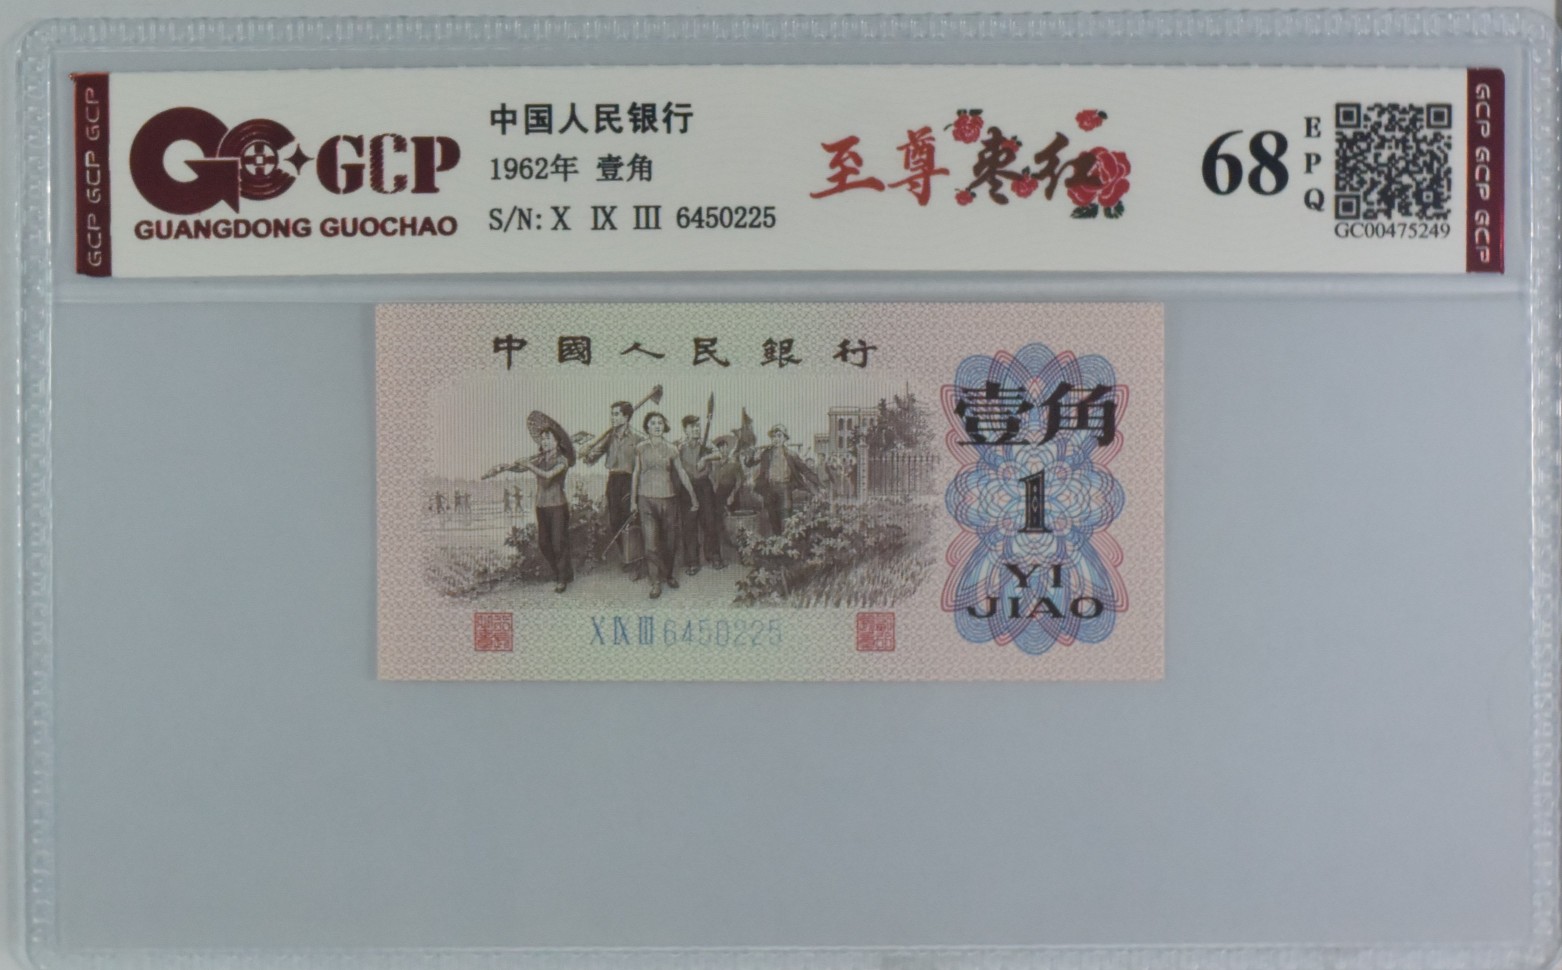 GCP GCP GCP
GCP
GUANGDONG GUOCHAO
中国人民银行
1962年 壹角
S/N: X IX III 6450225
至尊枣红
68
EPQ
GC00475249
GCP GCP GCP
中國人民銀行
壹角
1
YI
JIAO
X IX III 6450225